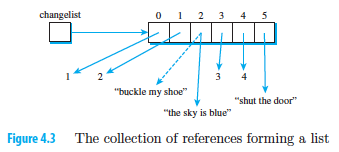 changelist 0 1 2 3 4 5
1 2 3 4
"buckle my shoe"
"shut the door"
"the sky is blue"
Figure 4.3 The collection of references forming a list